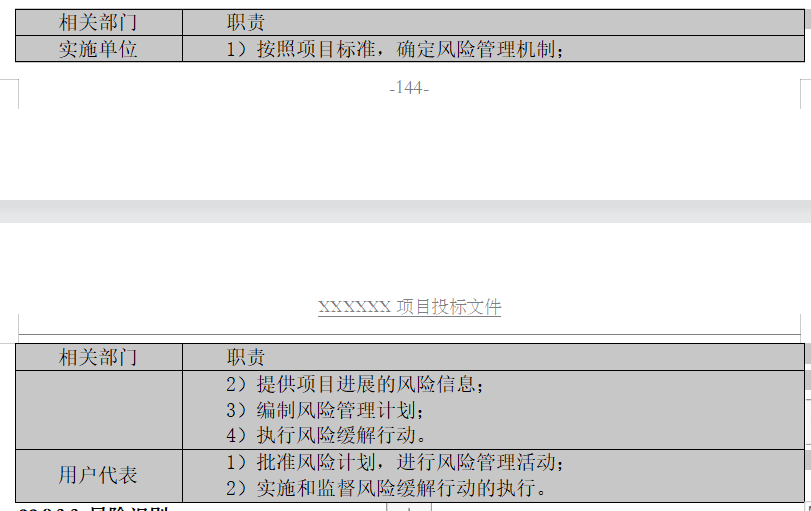 相关部门 职责
实施单位 1）按照项目标准，确定风险管理机制；
-144-
XXXXXX 项目投标文件
相关部门 职责
2）提供项目进展的风险信息；
3）编制风险管理计划；
4）执行风险缓解行动。
用户代表 1）批准风险计划，进行风险管理活动；
2）实施和监督风险缓解行动的执行。